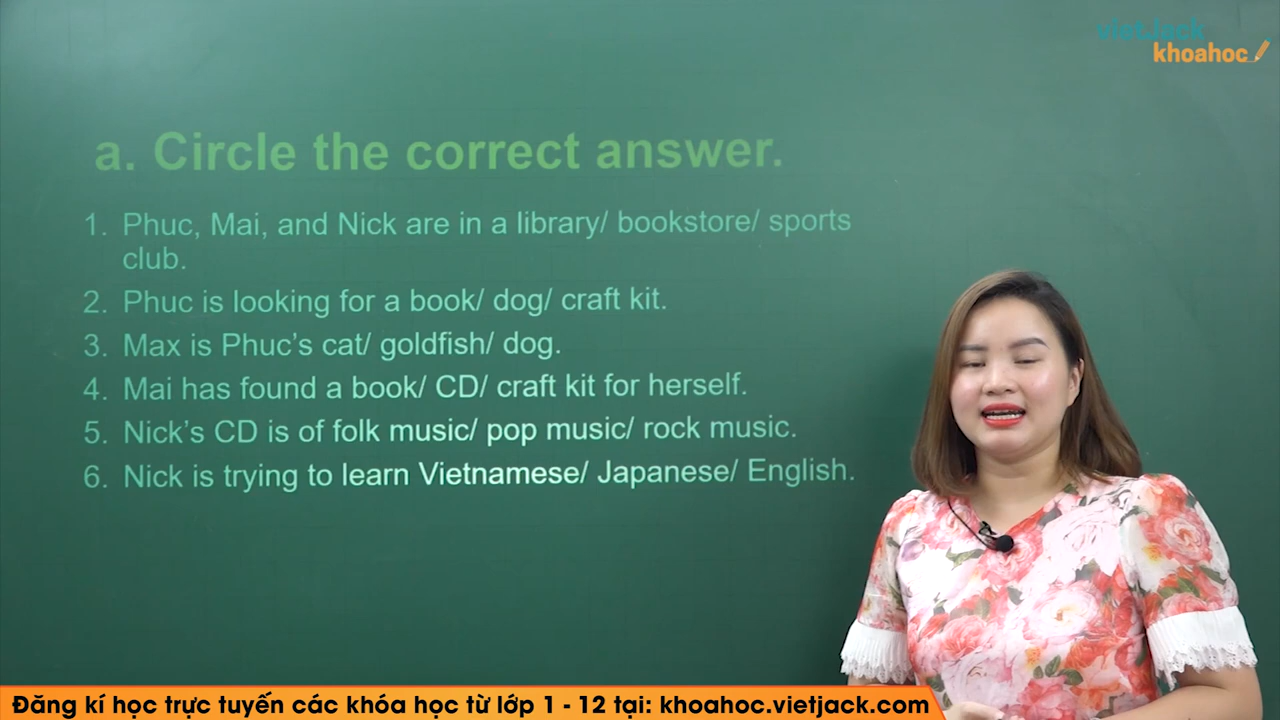 vietjack
khoahoc
a. Circle the correct answer.
1. Phuc, Mai, and Nick are in a library/ bookstore/ sports
club.
2. Phuc is looking for a book/ dog/ craft kit.
3. Max is Phuc’s cat/ goldfish/ dog.
4. Mai has found a book/ CD/ craft kit for herself.
5. Nick’s CD is of folk music/ pop music/ rock music.
6. Nick is trying to learn Vietnamese/ Japanese/ English.
Đăng kí học trực tuyến các khóa học từ lớp 1 - 12 tại: khoahoc.vietjack.com